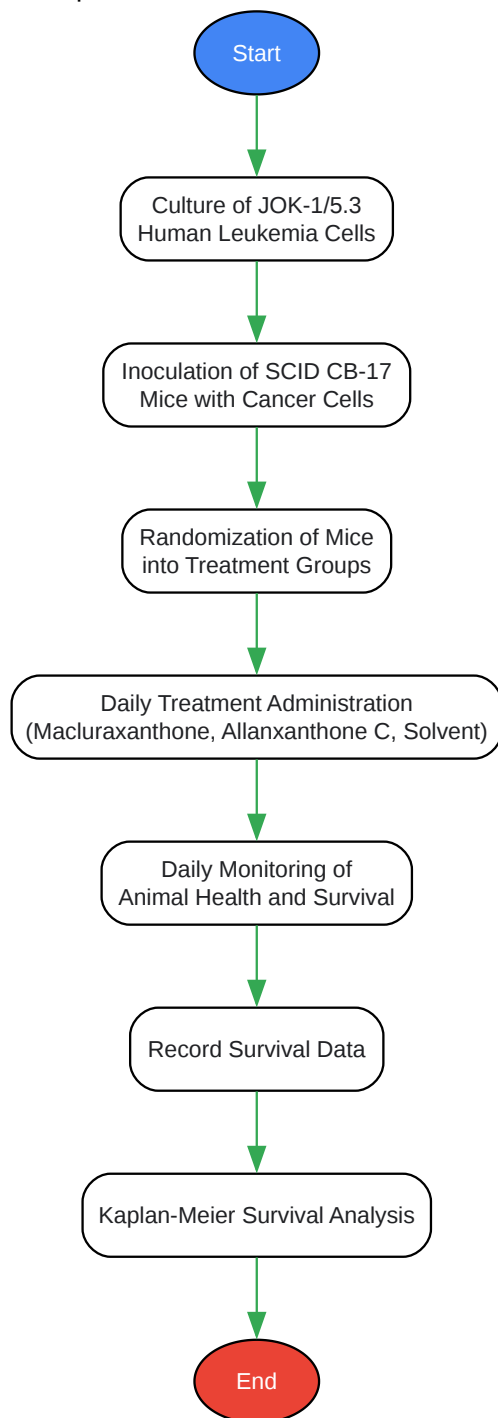 Start
Culture of JOK-1/5.3
Human Leukemia Cells
Inoculation of SCID CB-17
Mice with Cancer Cells
Randomization of Mice
into Treatment Groups
Daily Treatment Administration
(Macluraxanthone, Allanxanthone C, Solvent)
Daily Monitoring of
Animal Health and Survival
Record Survival Data
Kaplan-Meier Survival Analysis
End